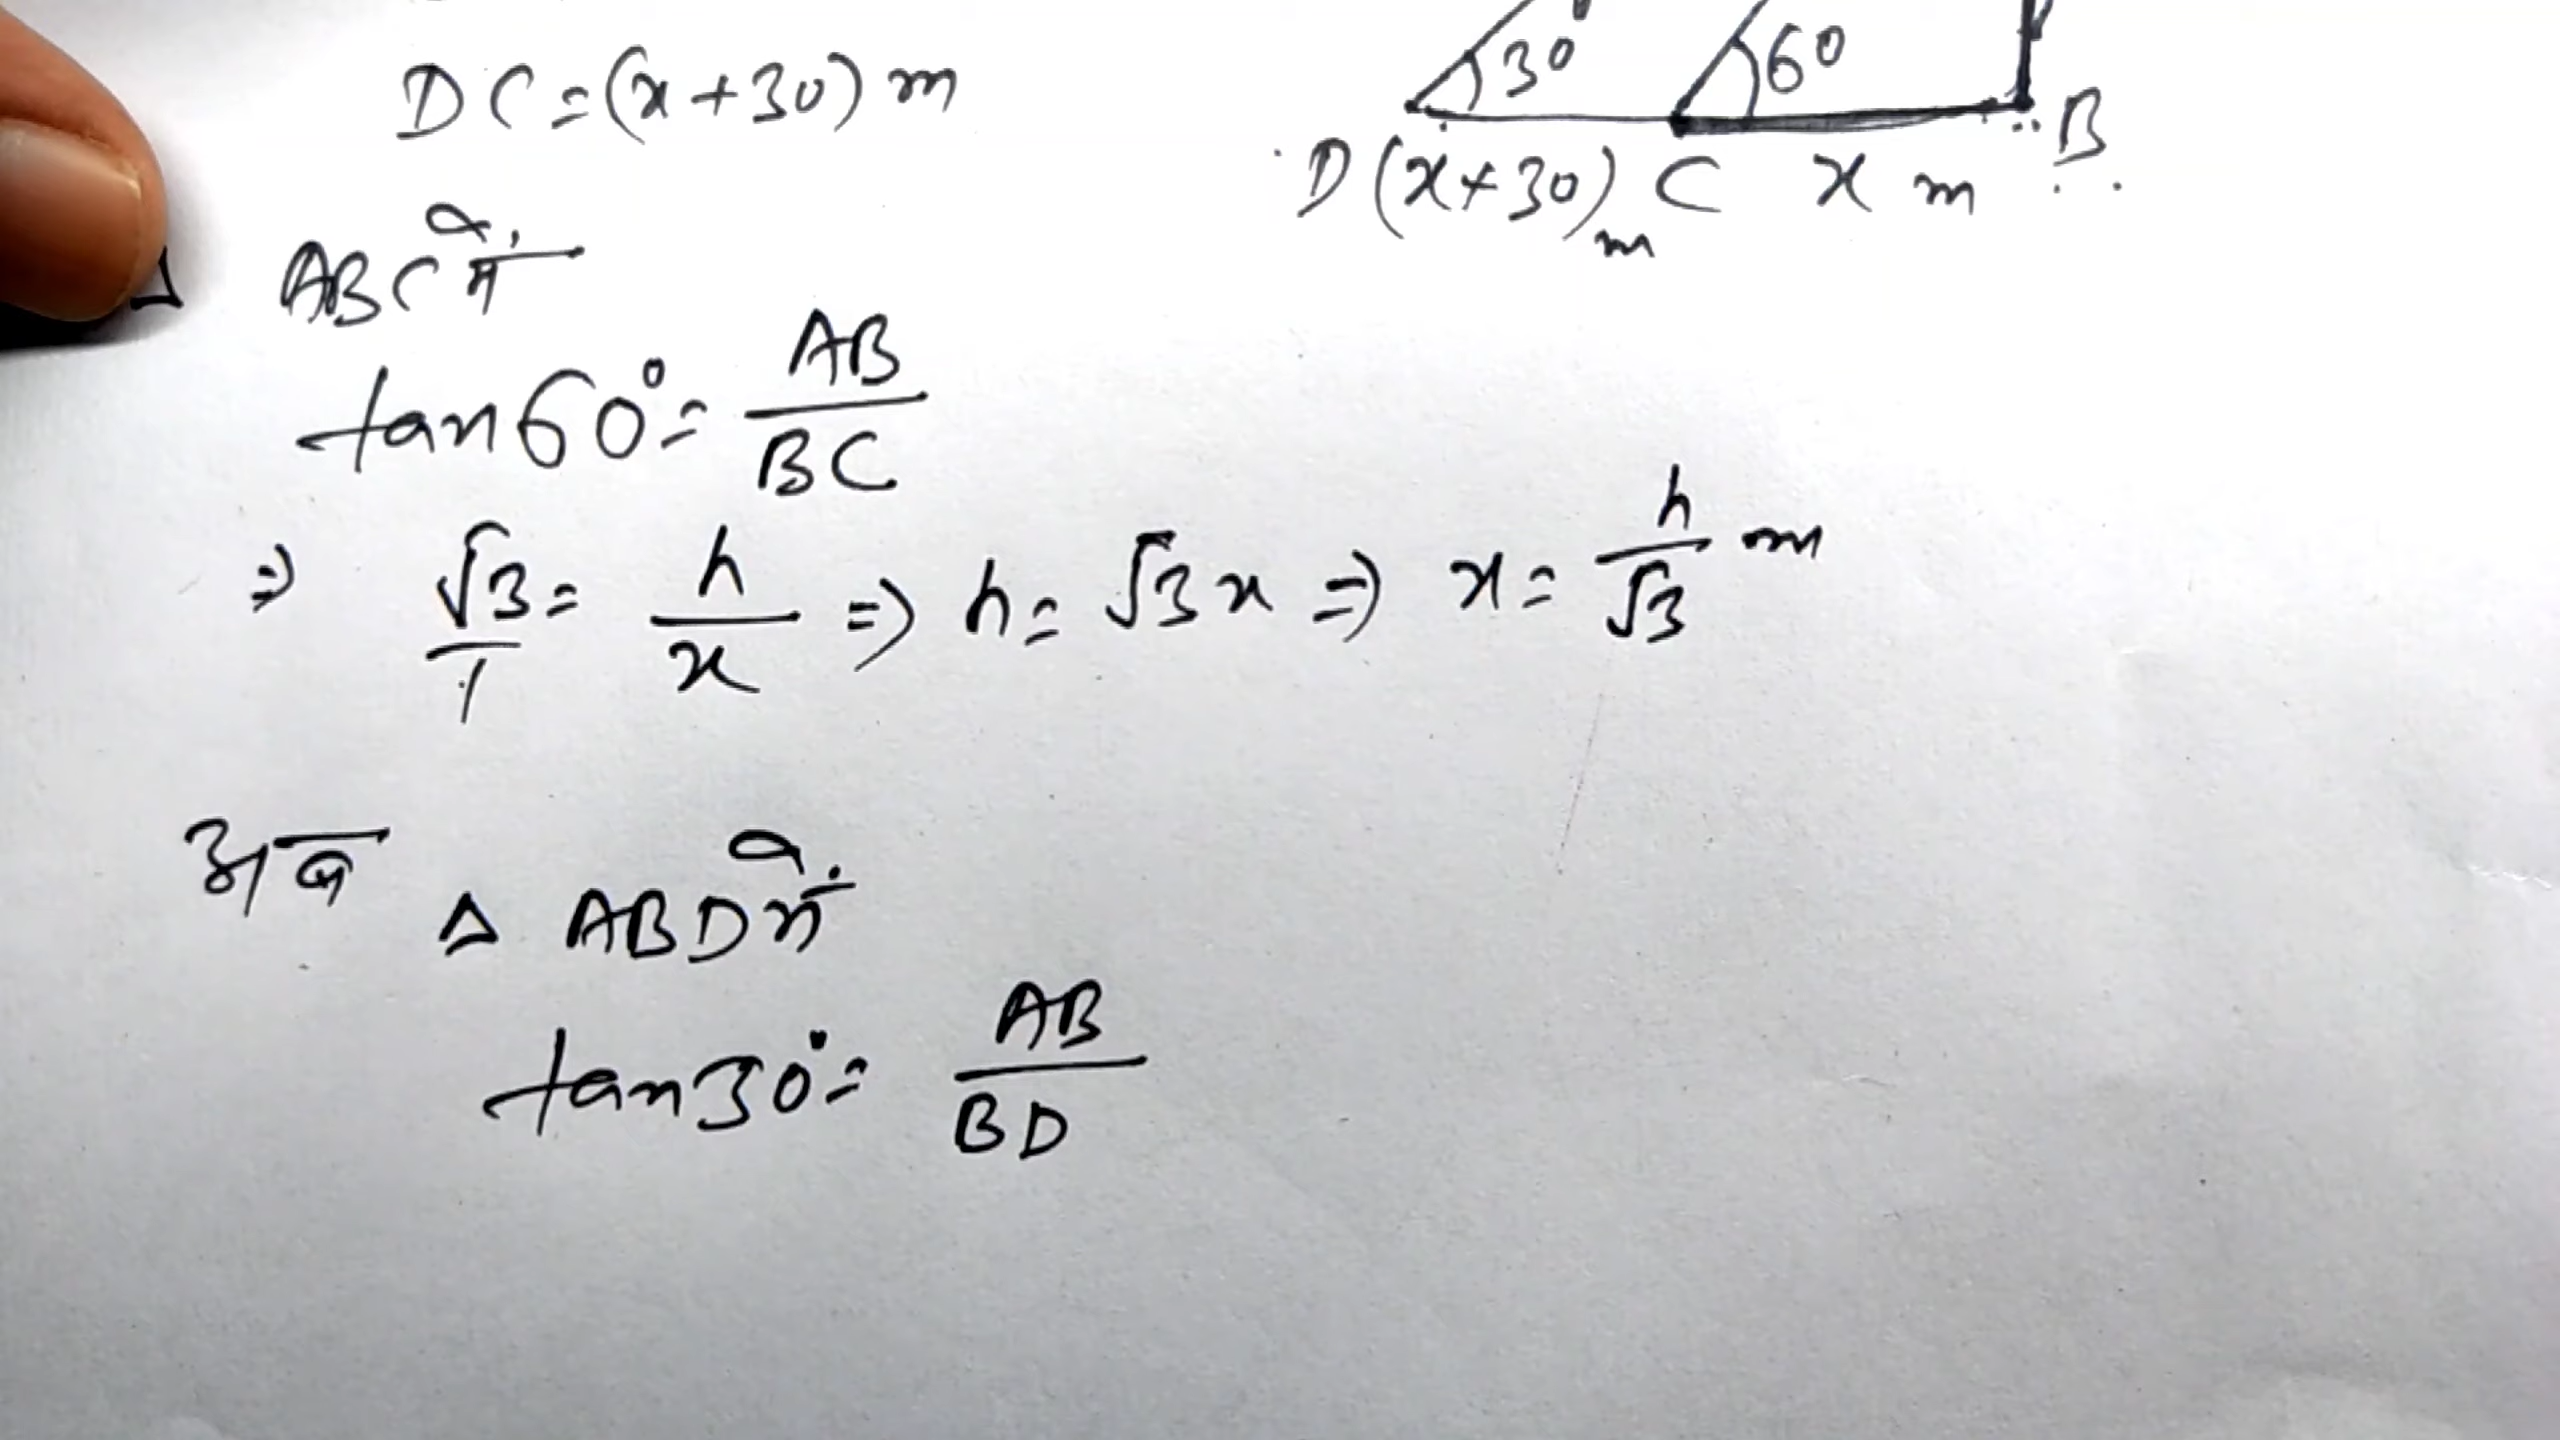 DC = (x+30) m
30°
60
B
D (x+30) m C x m
Δ ABC में,
tan60° = AB/BC
⇒ √3/1 = h/x ⇒ h = √3x ⇒ x = h/√3 m
अब Δ ABD में
tan30° = AB/BD